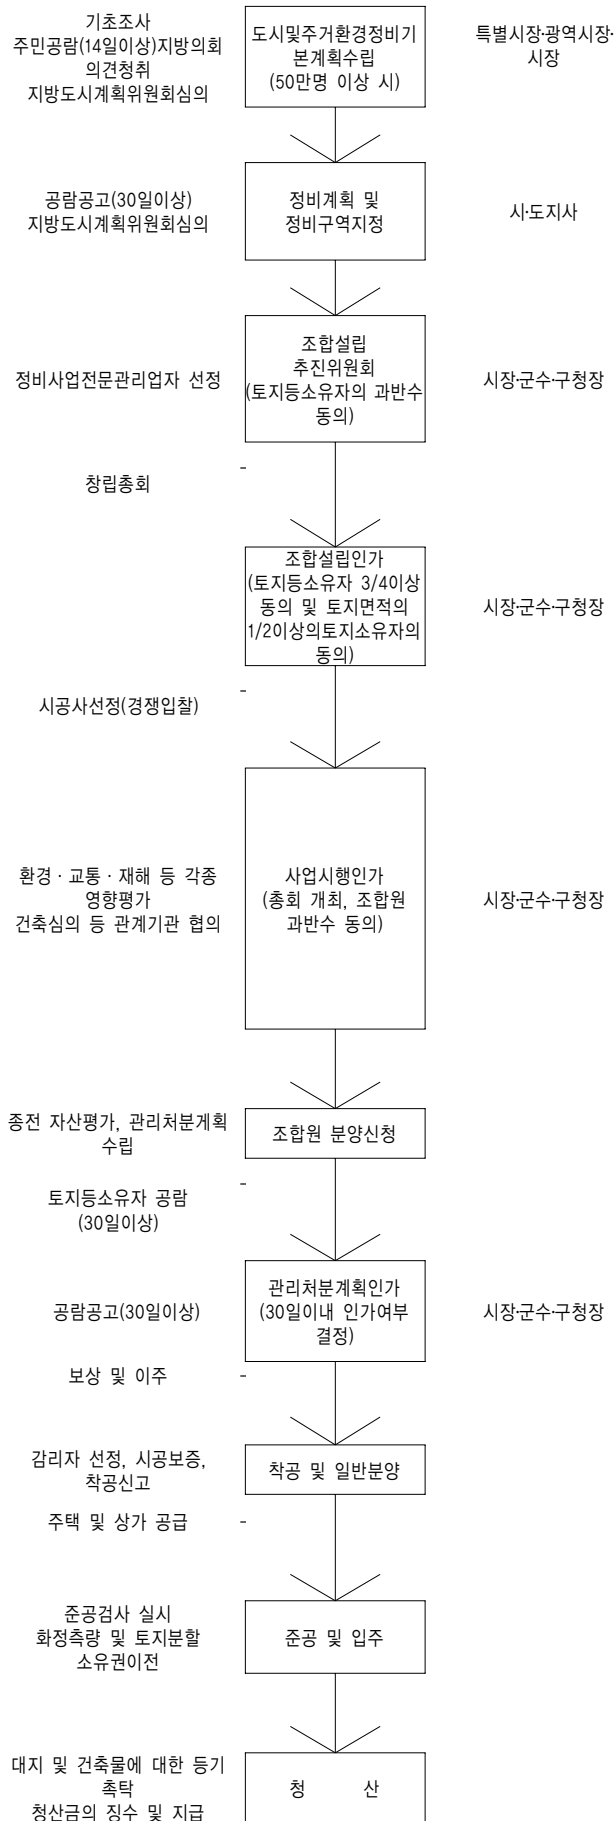 기초조사
주민공람(14일이상)지방의회
의견청취
지방도시계획위원회심의
도시및주거환경정비기
본계획수립
(50만명 이상 시)
특별시장·광역시장·
시장
공람공고(30일이상)
지방도시계획위원회심의
정비계획 및
정비구역지정
시·도지사
정비사업전문관리업자 선정
조합설립
추진위원회
(토지등소유자의 과반수
동의)
시장·군수·구청장
창립총회
조합설립인가
(토지등소유자 3/4이상
동의 및 토지면적의
1/2이상의토지소유자의
동의)
시장·군수·구청장
시공사선정(경쟁입찰)
환경·교통·재해 등 각종
영향평가
건축심의 등 관계기관 협의
사업시행인가
(총회 개최, 조합원
과반수 동의)
시장·군수·구청장
종전 자산평가, 관리처분계획
수립
조합원 분양신청
토지등소유자 공람
(30일이상)
공람공고(30일이상)
관리처분계획인가
(30일이내 인가여부
결정)
시장·군수·구청장
보상 및 이주
감리자 선정, 시공보증,
착공신고
착공 및 일반분양
주택 및 상가 공급
준공검사 실시
화정측량 및 토지분할
소유권이전
준공 및 입주
대지 및 건축물에 대한 등기
촉탁
청산금의 징수 및 지급
청 산